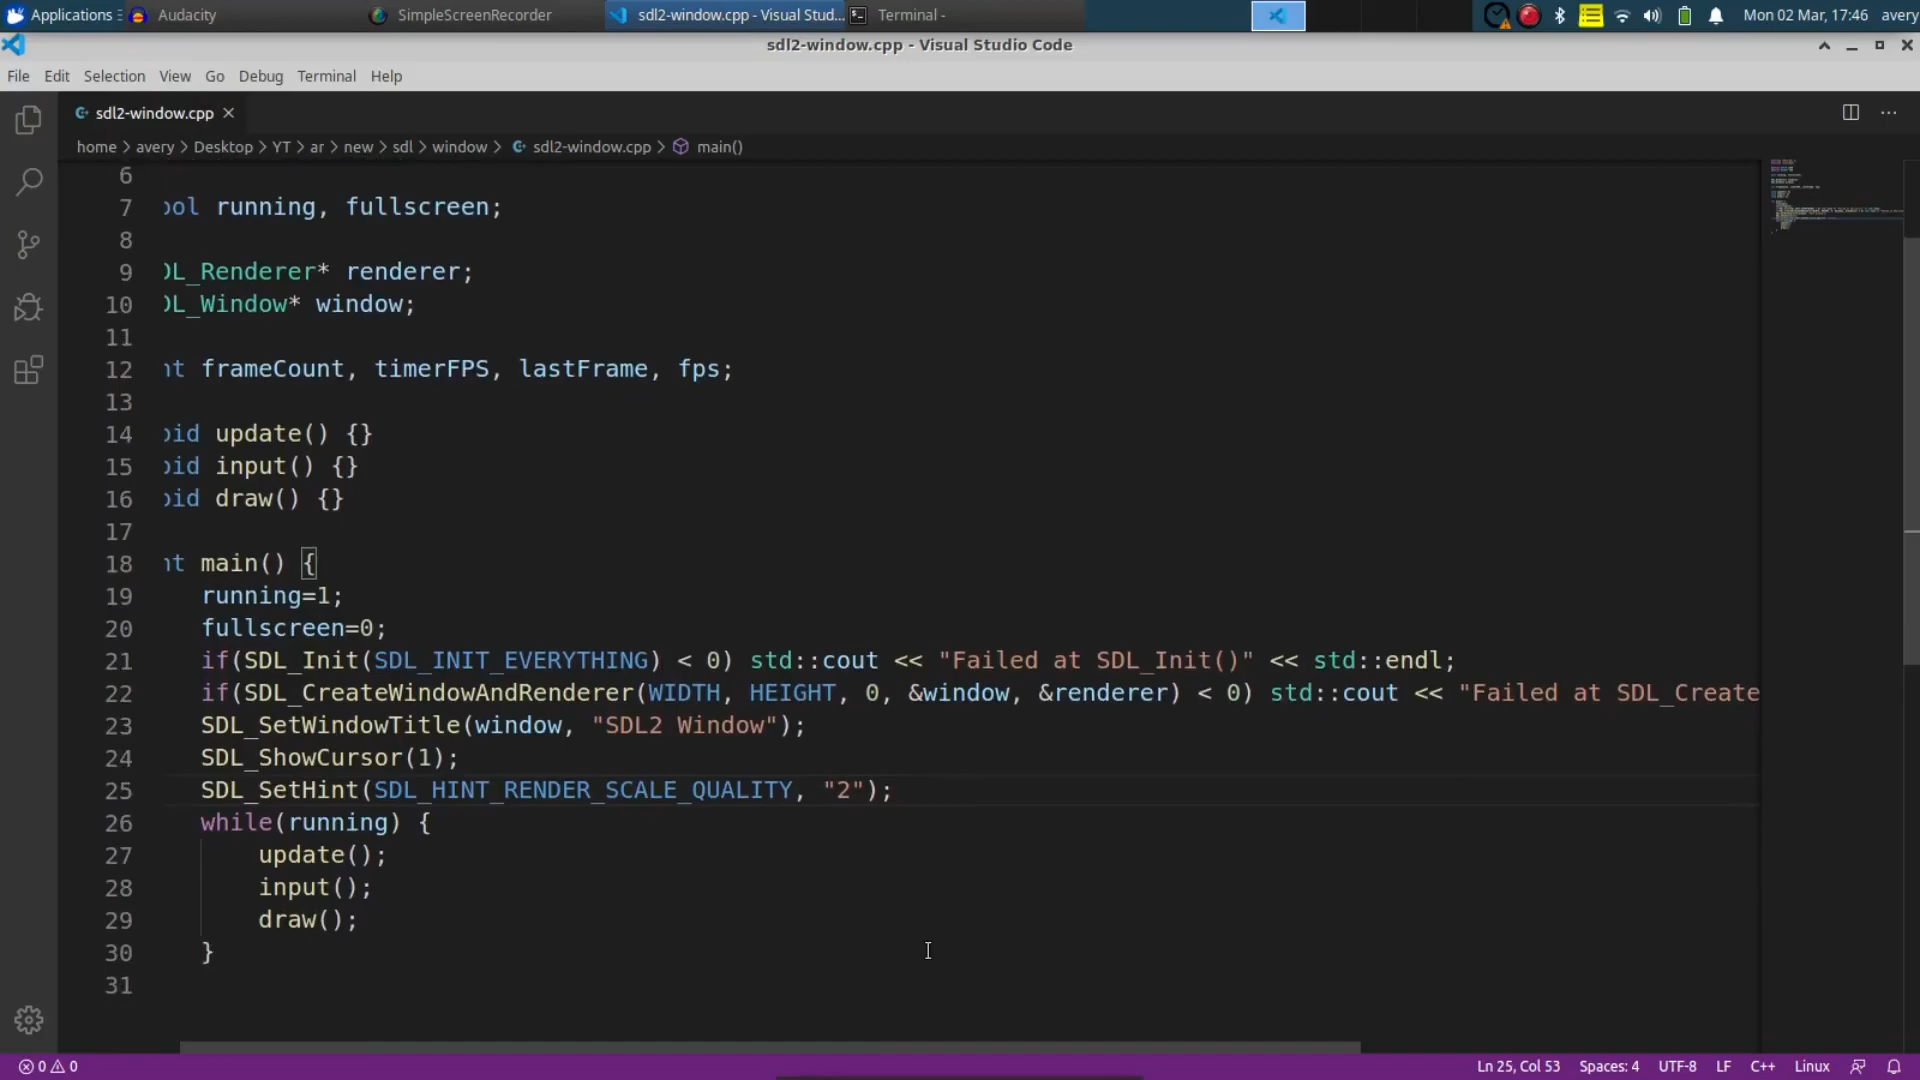 Applications Audacity SimpleScreenRecorder sdl2-window.cpp - Visual Stud... Terminal - Mon 02 Mar, 17:46 avery
sdl2-window.cpp - Visual Studio Code
File Edit Selection View Go Debug Terminal Help
sdl2-window.cpp
home > avery > Desktop > YT > ar > new > sdl > window > sdl2-window.cpp > main()
6
7 ool running, fullscreen;
8
9 DL_Renderer* renderer;
10 DL_Window* window;
11
12 nt frameCount, timerFPS, lastFrame, fps;
13
14 oid update() {}
15 oid input() {}
16 oid draw() {}
17
18 nt main() {
19 running=1;
20 fullscreen=0;
21 if(SDL_Init(SDL_INIT_EVERYTHING) < 0) std::cout << "Failed at SDL_Init()" << std::endl;
22 if(SDL_CreateWindowAndRenderer(WIDTH, HEIGHT, 0, &window, &renderer) < 0) std::cout << "Failed at SDL_Create
23 SDL_SetWindowTitle(window, "SDL2 Window");
24 SDL_ShowCursor(1);
25 SDL_SetHint(SDL_HINT_RENDER_SCALE_QUALITY, "2");
26 while(running) {
27 update();
28 input();
29 draw();
30 }
31
0 0 Ln 25, Col 53 Spaces: 4 UTF-8 LF C++ Linux